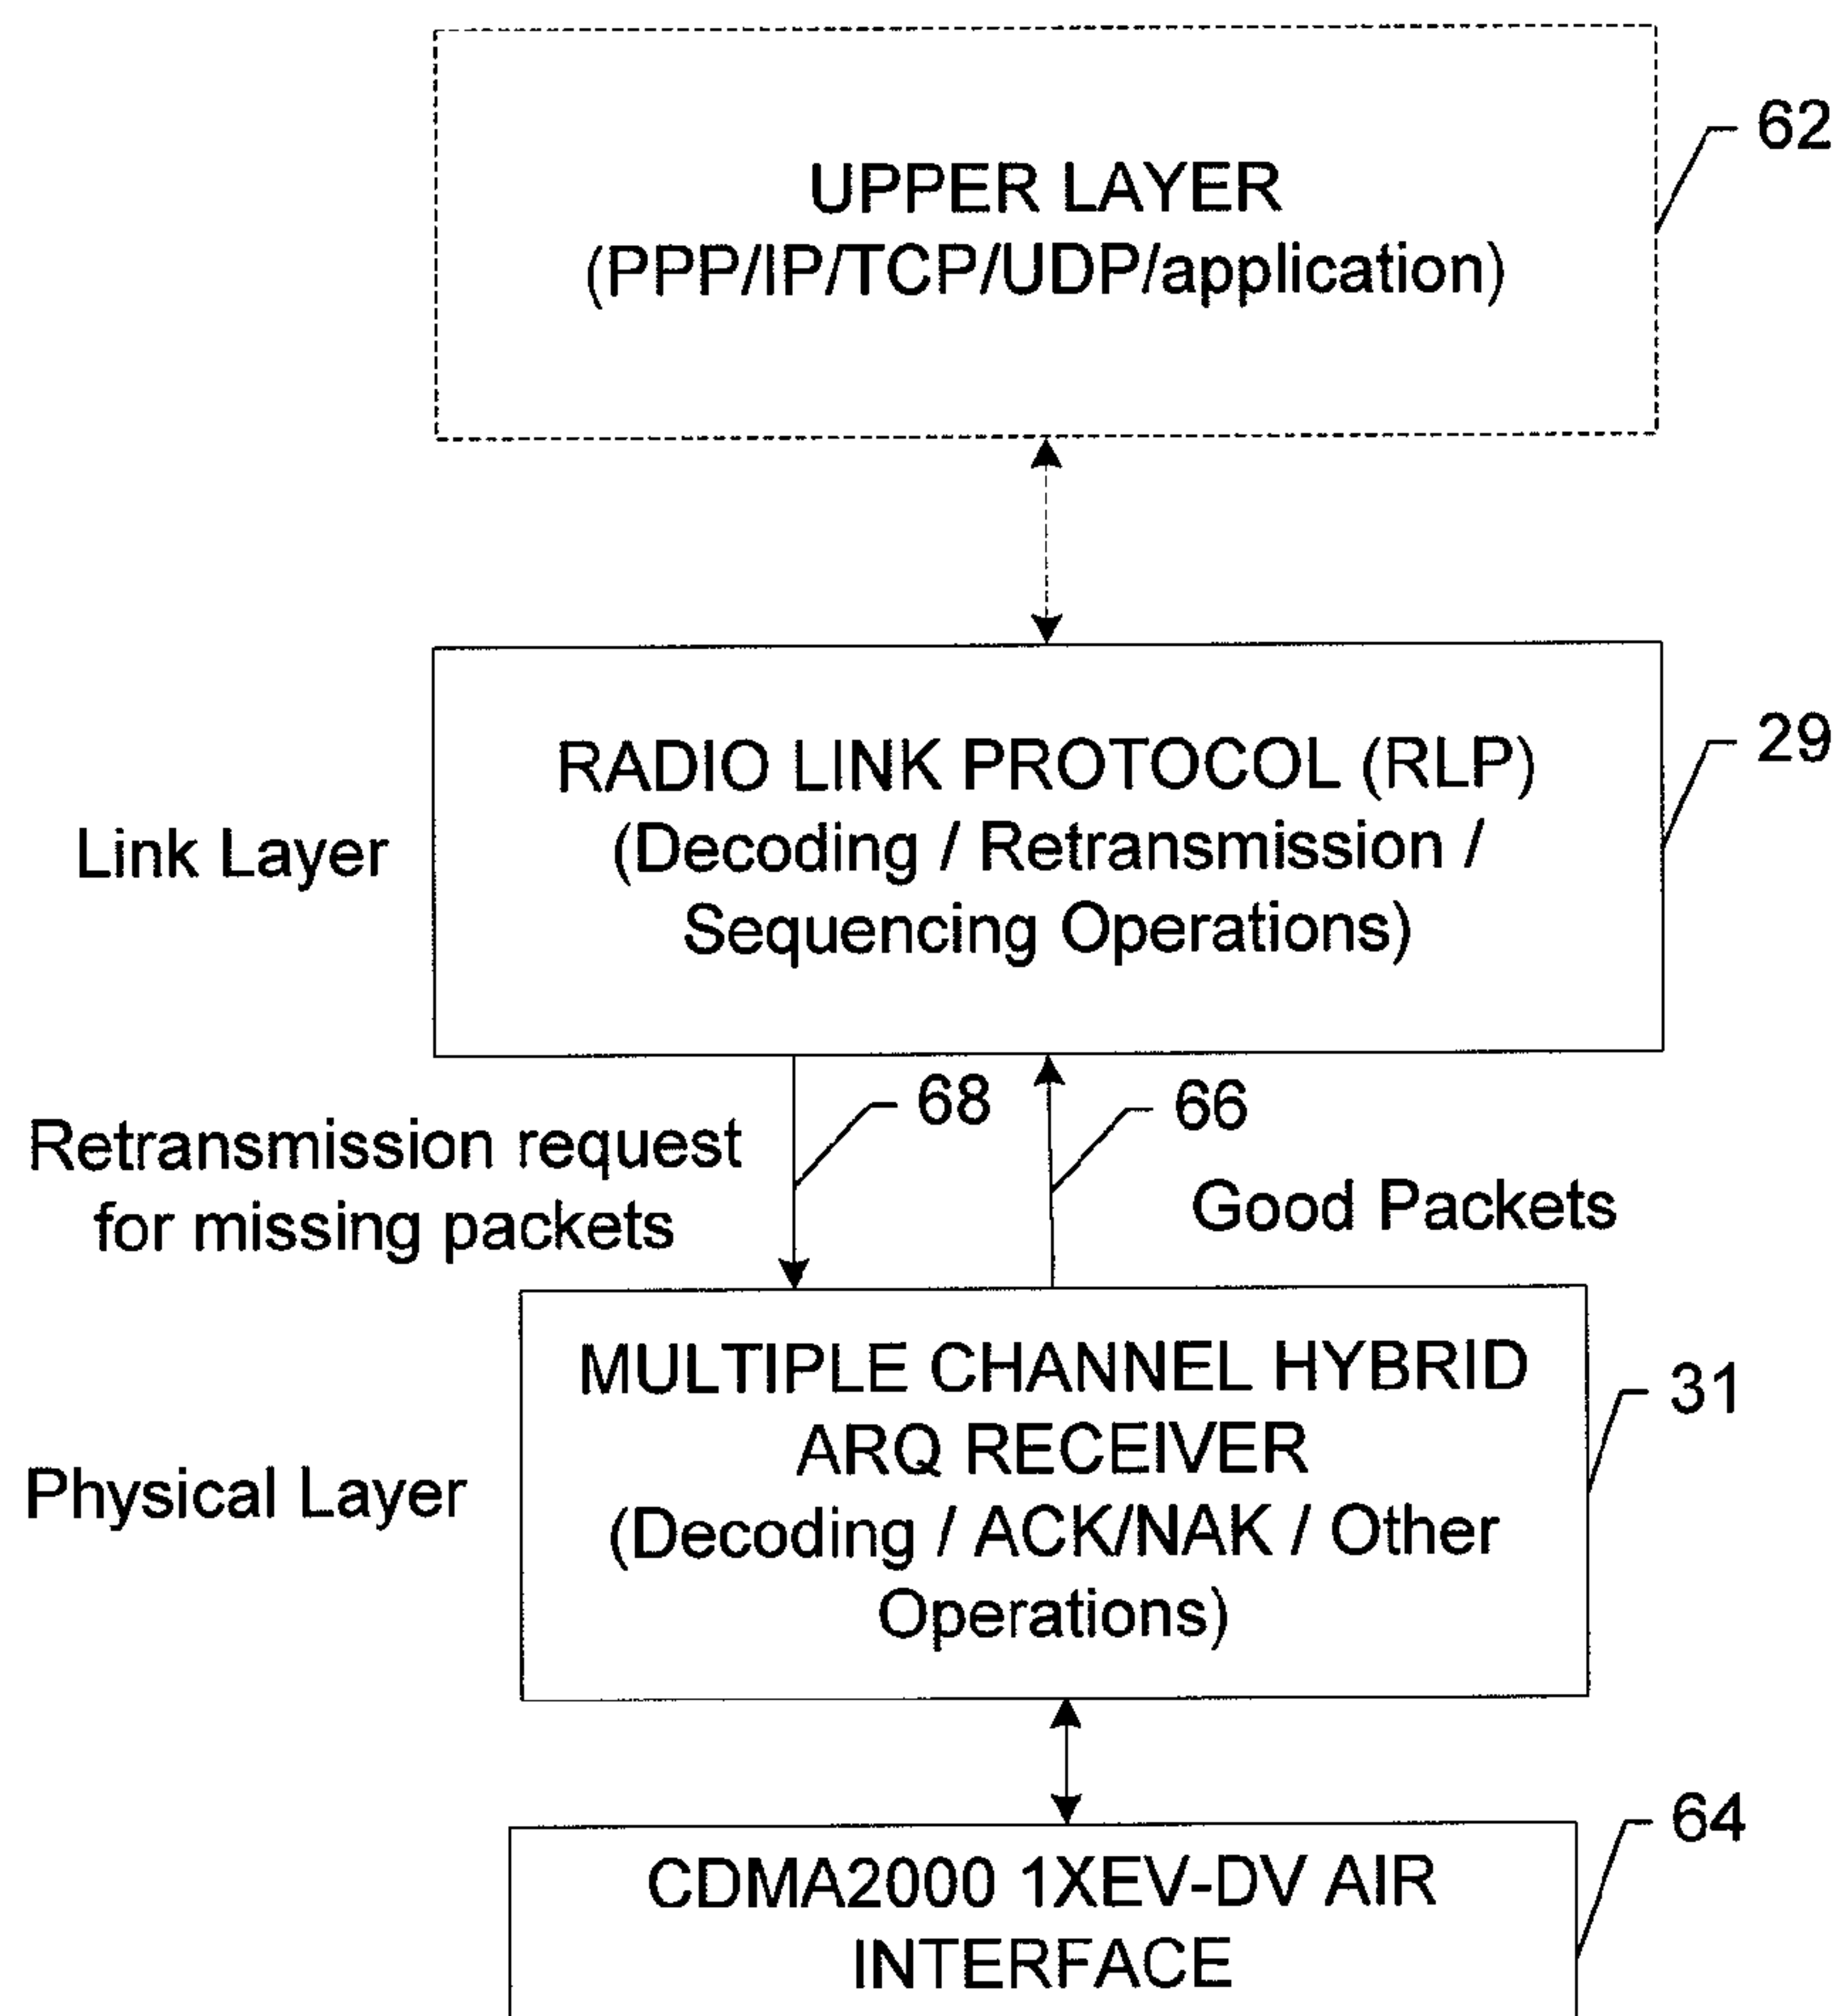 UPPER LAYER
(PPP/IP/TCP/UDP/application)
62
RADIO LINK PROTOCOL (RLP)
(Decoding / Retransmission /
Sequencing Operations)
29
Link Layer
Retransmission request
for missing packets
68
66
Good Packets
MULTIPLE CHANNEL HYBRID
ARQ RECEIVER
(Decoding / ACK/NAK / Other
Operations)
31
Physical Layer
CDMA2000 1XEV-DV AIR
INTERFACE
64